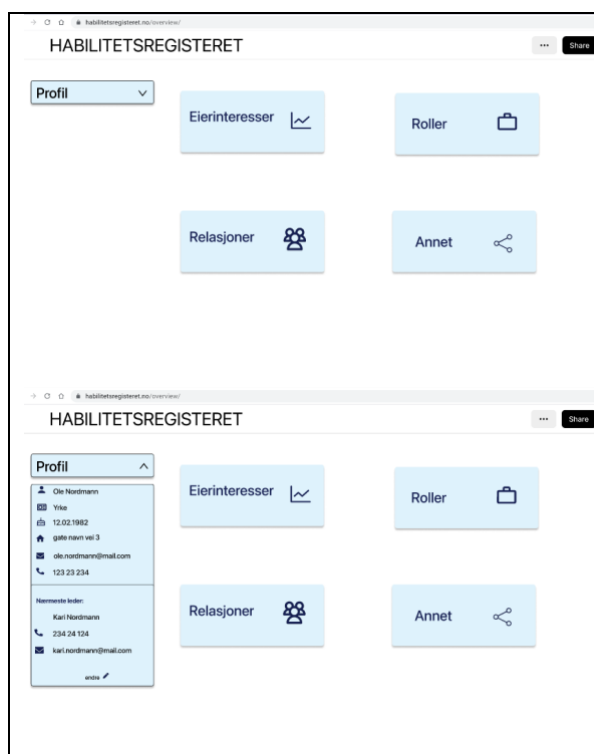 habilitetsregisteret.no/overview/
HABILITETSREGISTERET
Share
Profil
Eierinteresser
Roller
Relasjoner
Annet
habilitetsregisteret.no/overview/
HABILITETSREGISTERET
Share
Profil
Eierinteresser
Roller
Ole Nordmann
Yrke
12.02.1982
gate navn vei 3
ole.nordmann@mail.com
123 23 234
Relasjoner
Annet
Nærmeste leder:
Kari Nordmann
234 24 124
kari.nordmann@mail.com
endre